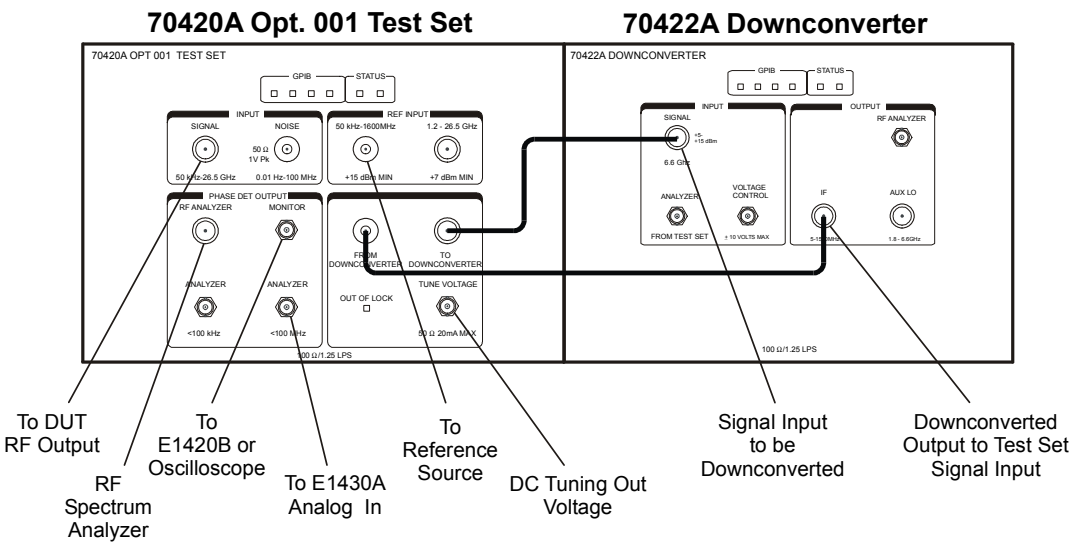 70420A Opt. 001 Test Set
70422A Downconverter
70420A OPT 001 TEST SET
GPIB
STATUS
INPUT
SIGNAL
NOISE
50 Ω
1V Pk
50 kHz-26.5 GHz
0.01 Hz-100 MHz
REF INPUT
50 kHz-1600MHz
1.2 - 26.5 GHz
+15 dBm MIN
+7 dBm MIN
PHASE DET OUTPUT
RF ANALYZER
MONITOR
ANALYZER
ANALYZER
<100 kHz
<100 MHz
FROM
DOWNCONVERTER
TO
DOWNCONVERTER
OUT OF LOCK
TUNE VOLTAGE
50 Ω 20mA MAX
100 Ω/1.25 LPS
70422A DOWNCONVERTER
GPIB
STATUS
INPUT
SIGNAL
+5-
+15 dBm
6.6 Ghz
ANALYZER
VOLTAGE
CONTROL
FROM TEST SET
± 10 VOLTS MAX
OUTPUT
RF ANALYZER
IF
AUX LO
1.8 - 6.6GHz
100 Ω/1.25 LPS
To DUT
RF Output
RF
Spectrum
Analyzer
To
E1420B or
Oscilloscope
To E1430A
Analog In
To
Reference
Source
DC Tuning Out
Voltage
Signal Input
to be
Downconverted
Downconverted
Output to Test Set
Signal Input